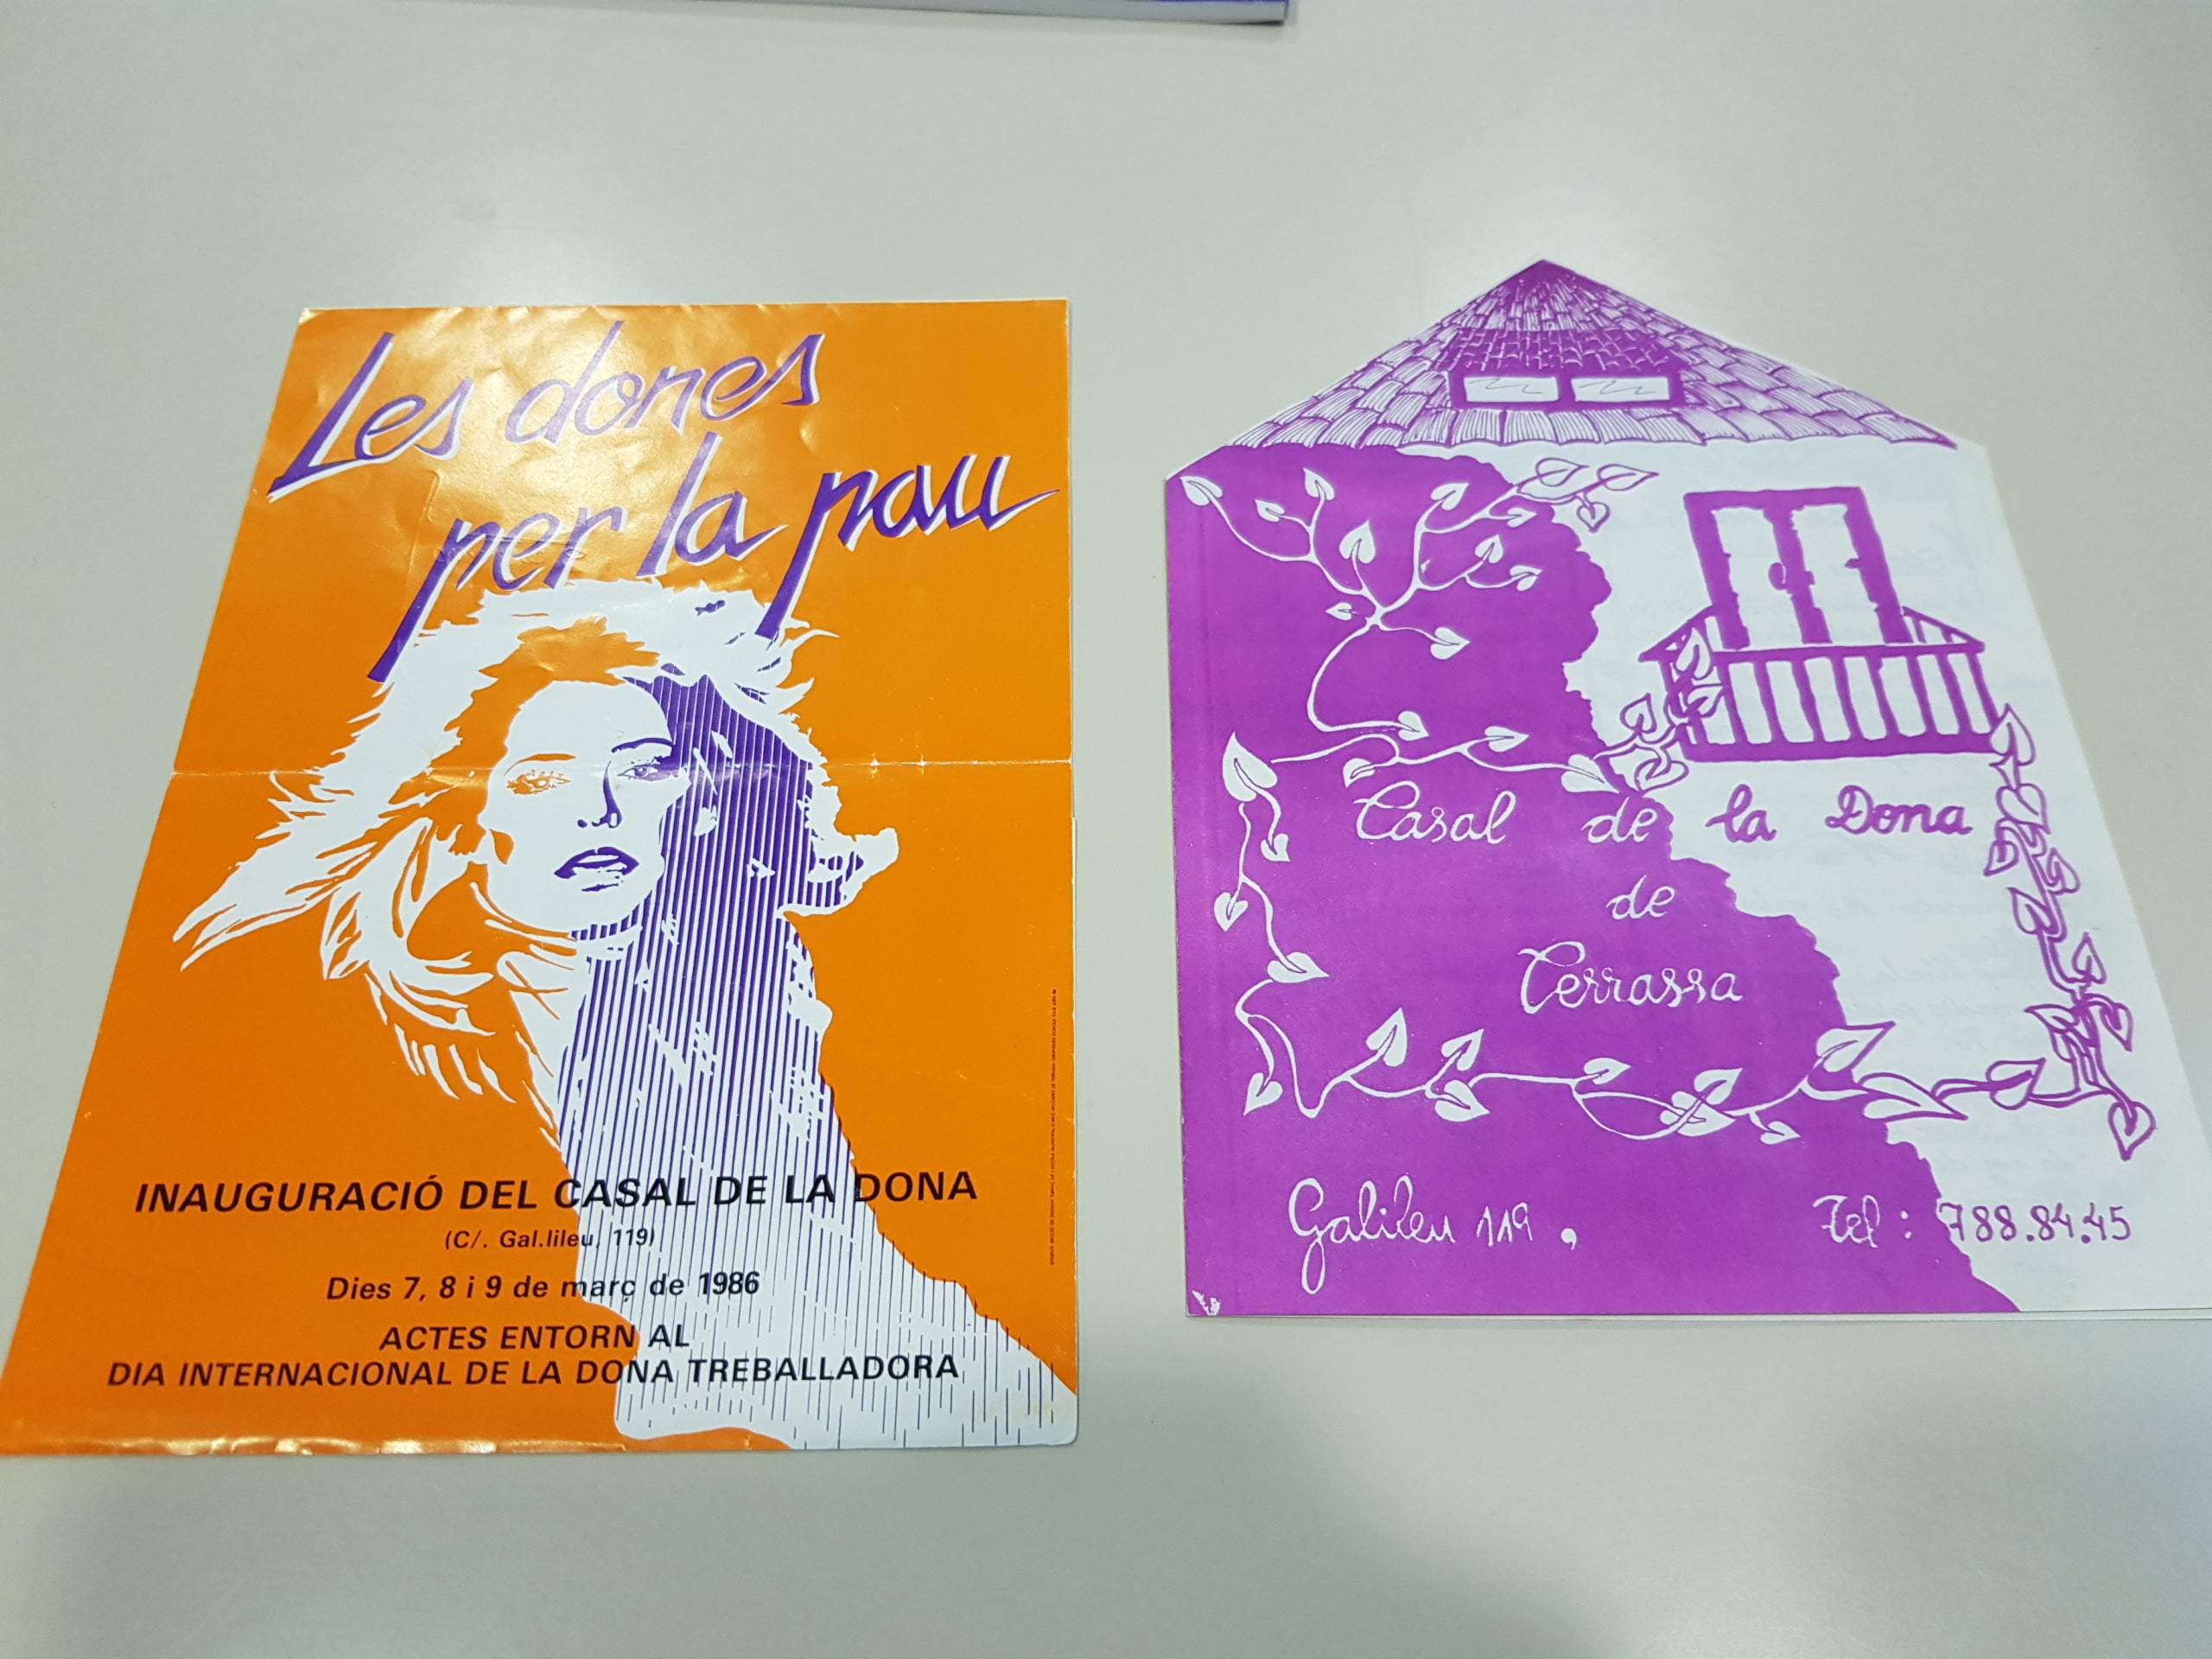 Les dones
per la pau
INAUGURACIÓ DEL CASAL DE LA DONA
(C/. Gal.lileu, 119)
Dies 7, 8 i 9 de març de 1986
ACTES ENTORN AL
DIA INTERNACIONAL DE LA DONA TREBALLADORA
Casal de la Dona
de
Terrassa
Galileu 119, Tel: 788.84.45